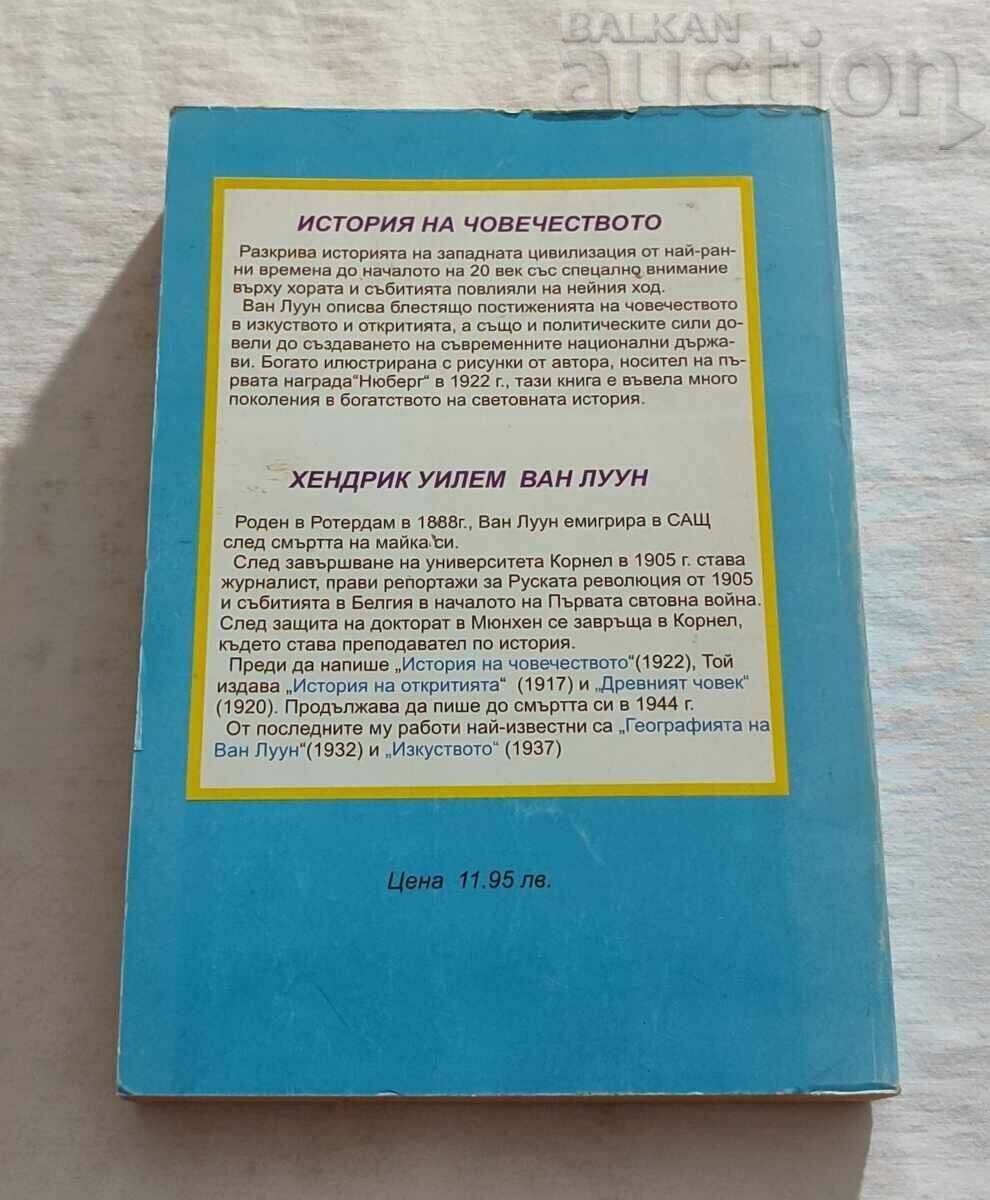 BALKAN
auction
ИСТОРИЯ НА ЧОВЕЧЕСТВОТО
Разкрива историята на западната цивилизация от най-ран-
ни времена до началото на 20 век със спецално внимание
върху хората и събитията повлияли на нейния ход.
Ван Луун описва блестящо постиженията на човечеството
в изкуството и откритията, а също и политическите сили до-
вели до създаването на съвременните национални държа-
ви. Богато илюстрирана с рисунки от автора, носител на пъ-
рвата награда“Нюберг“ в 1922 г., тази книга е въвела много
поколения в богатството на световната история.
ХЕНДРИК УИЛЕМ ВАН ЛУУН
Роден в Ротердам в 1888г., Ван Луун емигрира в САЩ
след смъртта на майка си.
След завършване на университета Корнел в 1905 г. става
журналист, прави репортажи за Руската революция от 1905
и събитията в Белгия в началото на Първата свтовна война.
След защита на докторат в Мюнхен се завръща в Корнел,
където става преподавател по история.
Преди да напише „История на човечеството“(1922), Той
издава „История на откритията“ (1917) и „Древният човек“
(1920). Продължава да пише до смъртта си в 1944 г.
От последните му работи най-известни са „Географията на
Ван Луун“(1932) и „Изкуството“ (1937)
Цена 11.95 лв.